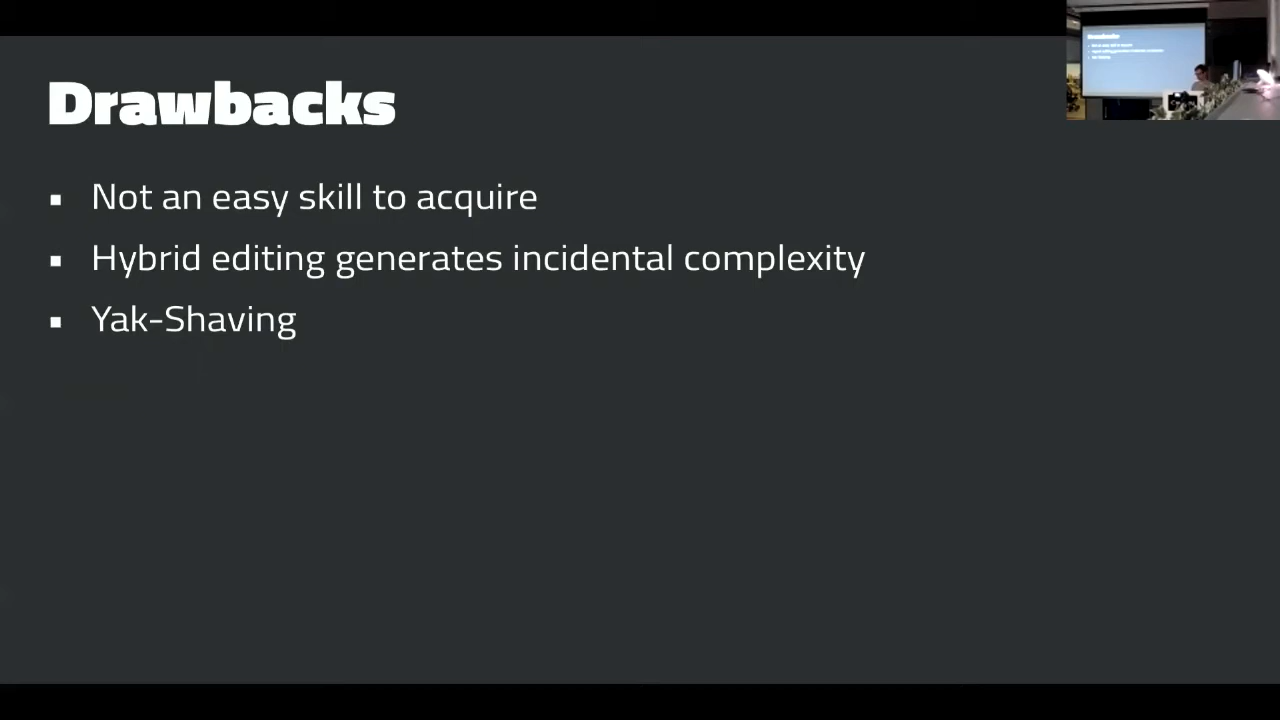 Drawbacks
▪ Not an easy skill to acquire
▪ Hybrid editing generates incidental complexity
▪ Yak-Shaving